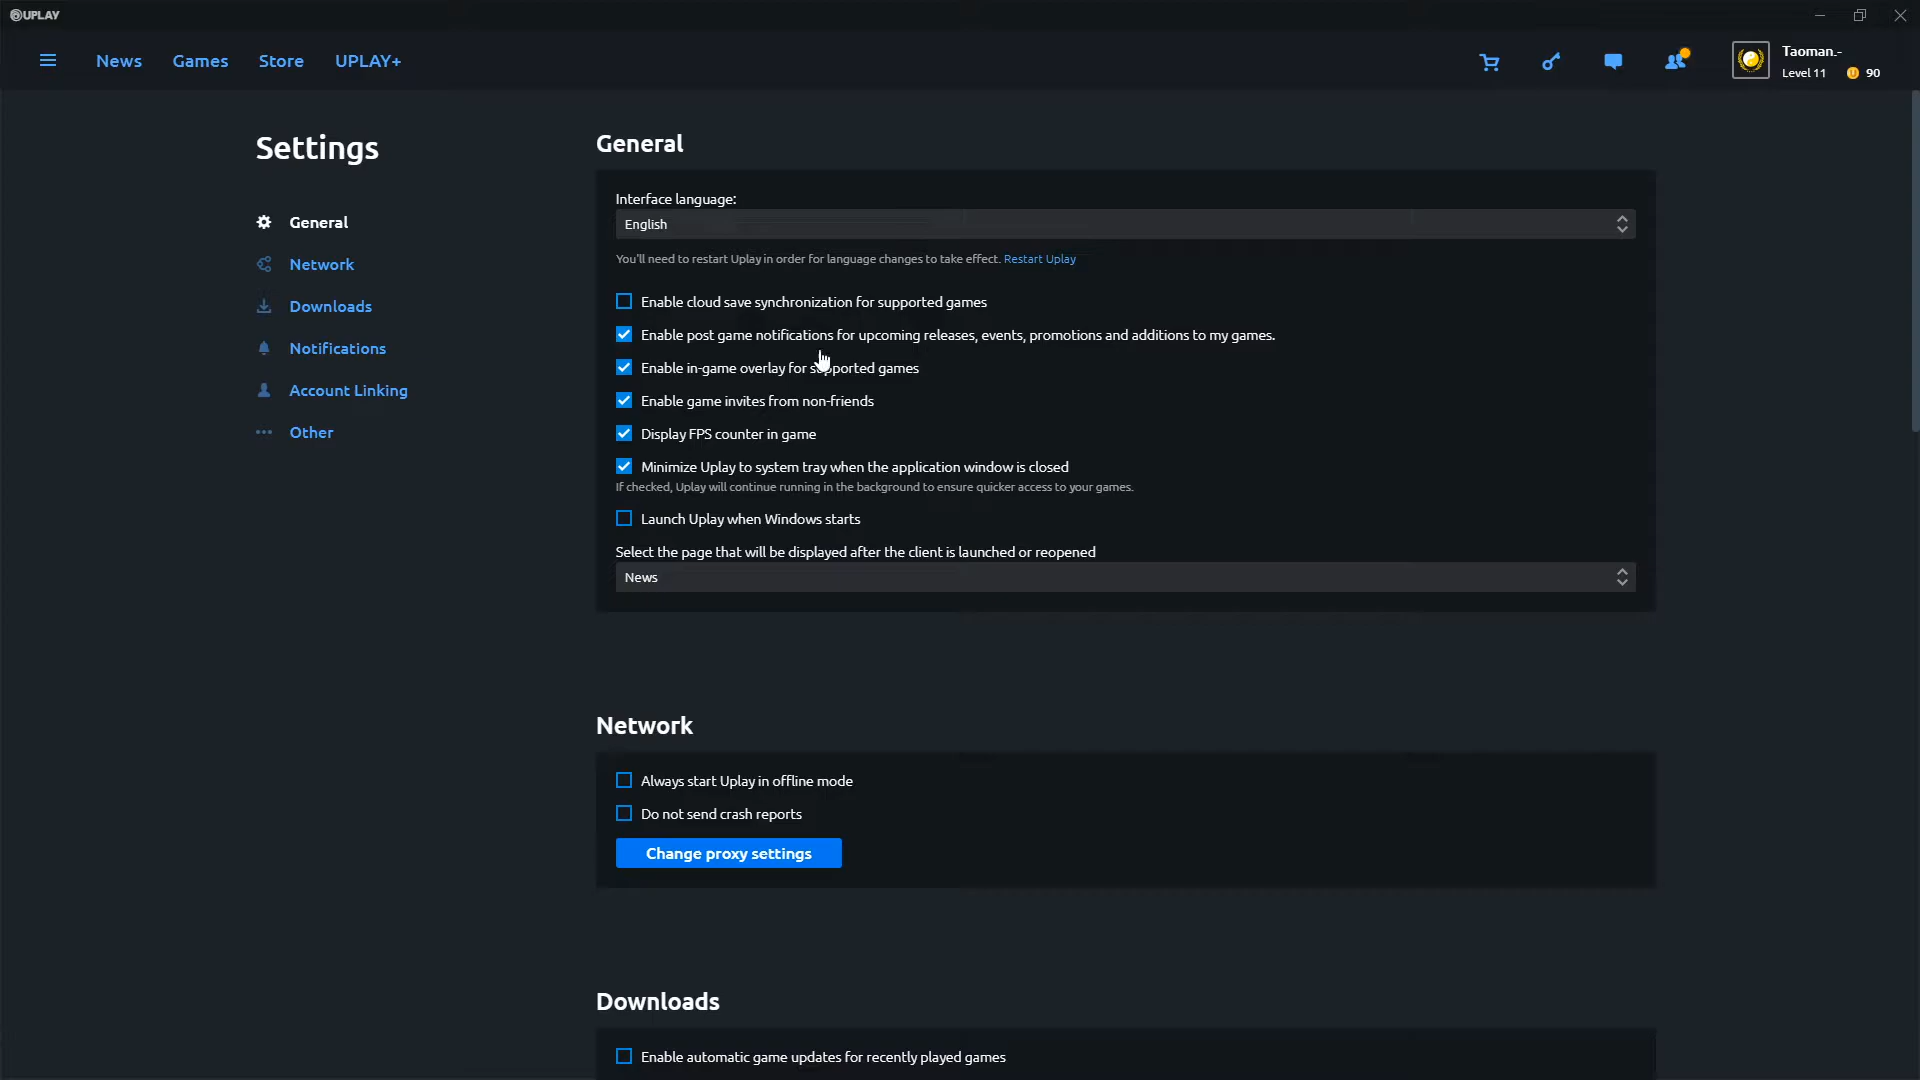 UPLAY
News
Games
Store
UPLAY+
Taoman.-
Level 11
90
Settings
General
Network
Downloads
Notifications
Account Linking
Other
General
Interface language:
English
You'll need to restart Uplay in order for language changes to take effect. Restart Uplay
Enable cloud save synchronization for supported games
Enable post game notifications for upcoming releases, events, promotions and additions to my games.
Enable in-game overlay for supported games
Enable game invites from non-friends
Display FPS counter in game
Minimize Uplay to system tray when the application window is closed
If checked, Uplay will continue running in the background to ensure quicker access to your games.
Launch Uplay when Windows starts
Select the page that will be displayed after the client is launched or reopened
News
Network
Always start Uplay in offline mode
Do not send crash reports
Change proxy settings
Downloads
Enable automatic game updates for recently played games